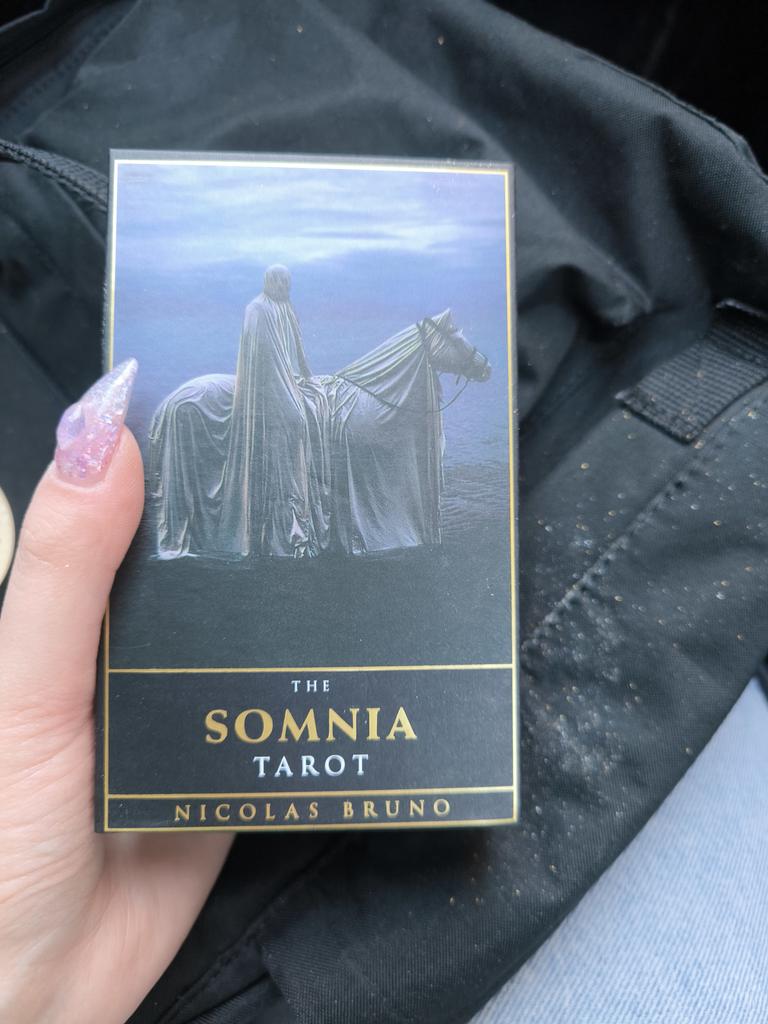 THE
SOMNIA
TAROT
NICOLAS BRUNO